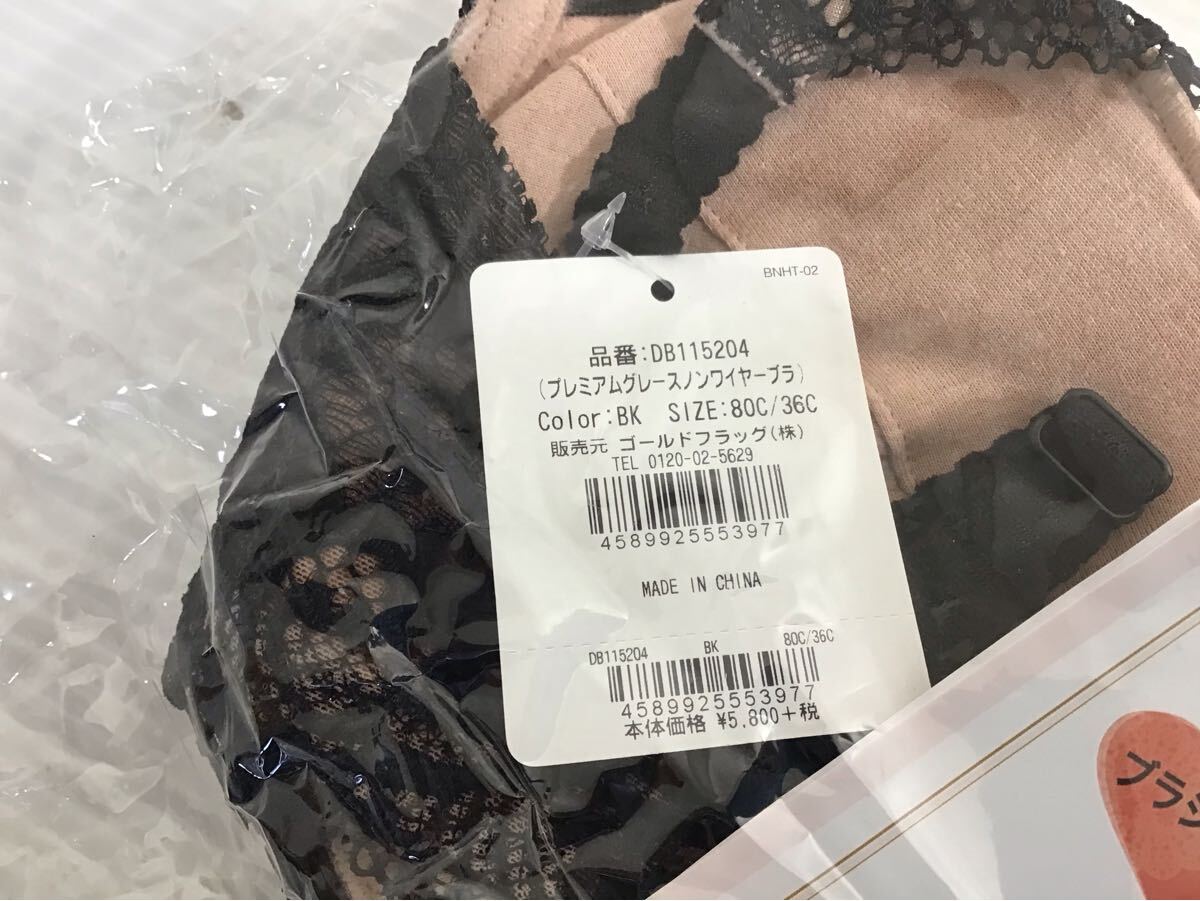 BNHT-02
品番:DB115204
(プレミアムグレースノンワイヤーブラ)
Color:BK SIZE:80C/36C
販売元 ゴールドフラッグ(株)
TEL 0120-02-5629
4589925553977
MADE IN CHINA
DB115204 BK 80C/36C
4589925553977
本体価格 ¥5,800+税
ブラジ